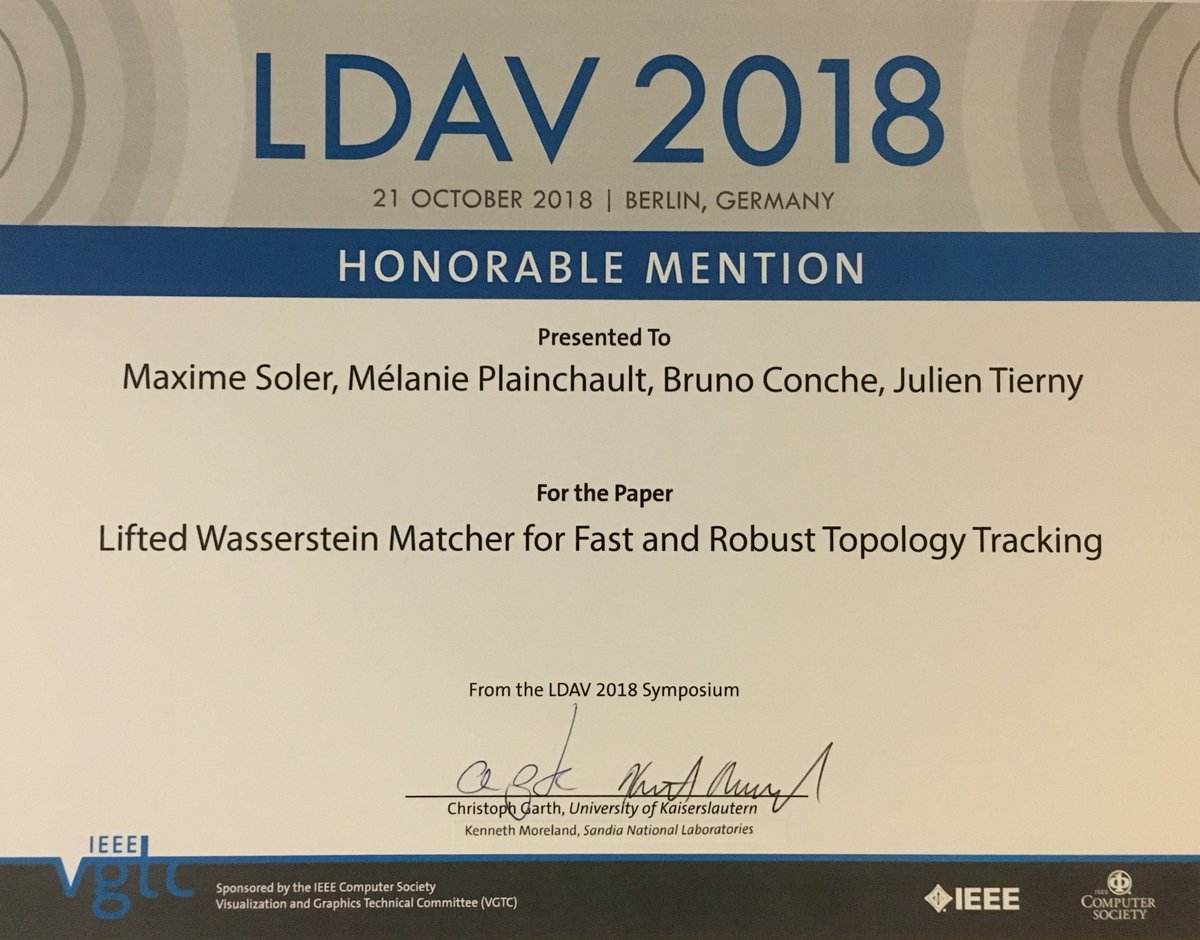 LDAV 2018
21 OCTOBER 2018 | BERLIN, GERMANY
HONORABLE MENTION
Presented To
Maxime Soler, Mélanie Plainchault, Bruno Conche, Julien Tierny
For the Paper
Lifted Wasserstein Matcher for Fast and Robust Topology Tracking
From the LDAV 2018 Symposium
Christoph Garth, University of Kaiserslautern
Kenneth Moreland, Sandia National Laboratories
IEEE
vgtc
Sponsored by the IEEE Computer Society
Visualization and Graphics Technical Committee (VGTC)
IEEE
IEEE
COMPUTER
SOCIETY